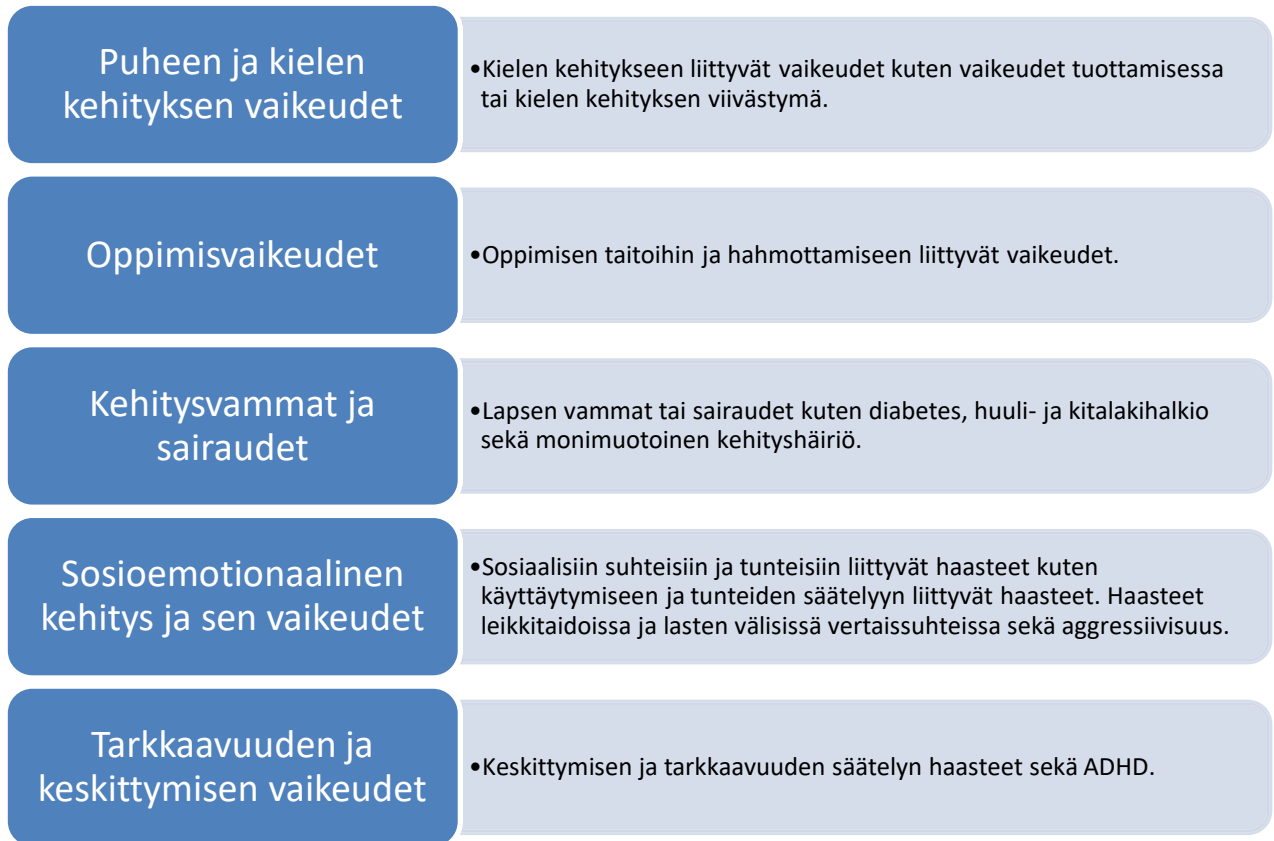 Puheen ja kielen
kehityksen vaikeudet
•Kielen kehitykseen liittyvät vaikeudet kuten vaikeudet tuottamisessa
tai kielen kehityksen viivästymä.
Oppimisvaikeudet
•Oppimisen taitoihin ja hahmottamiseen liittyvät vaikeudet.
Kehitysvammat ja
sairaudet
•Lapsen vammat tai sairaudet kuten diabetes, huuli- ja kitalakihalkio
sekä monimuotoinen kehityshäiriö.
Sosioemotionaalinen
kehitys ja sen vaikeudet
•Sosiaalisiin suhteisiin ja tunteisiin liittyvät haasteet kuten
käyttäytymiseen ja tunteiden säätelyyn liittyvät haasteet. Haasteet
leikkitaidoissa ja lasten välisissä vertaissuhteissa sekä aggressiivisuus.
Tarkkaavuuden ja
keskittymisen vaikeudet
•Keskittymisen ja tarkkaavuuden säätelyn haasteet sekä ADHD.